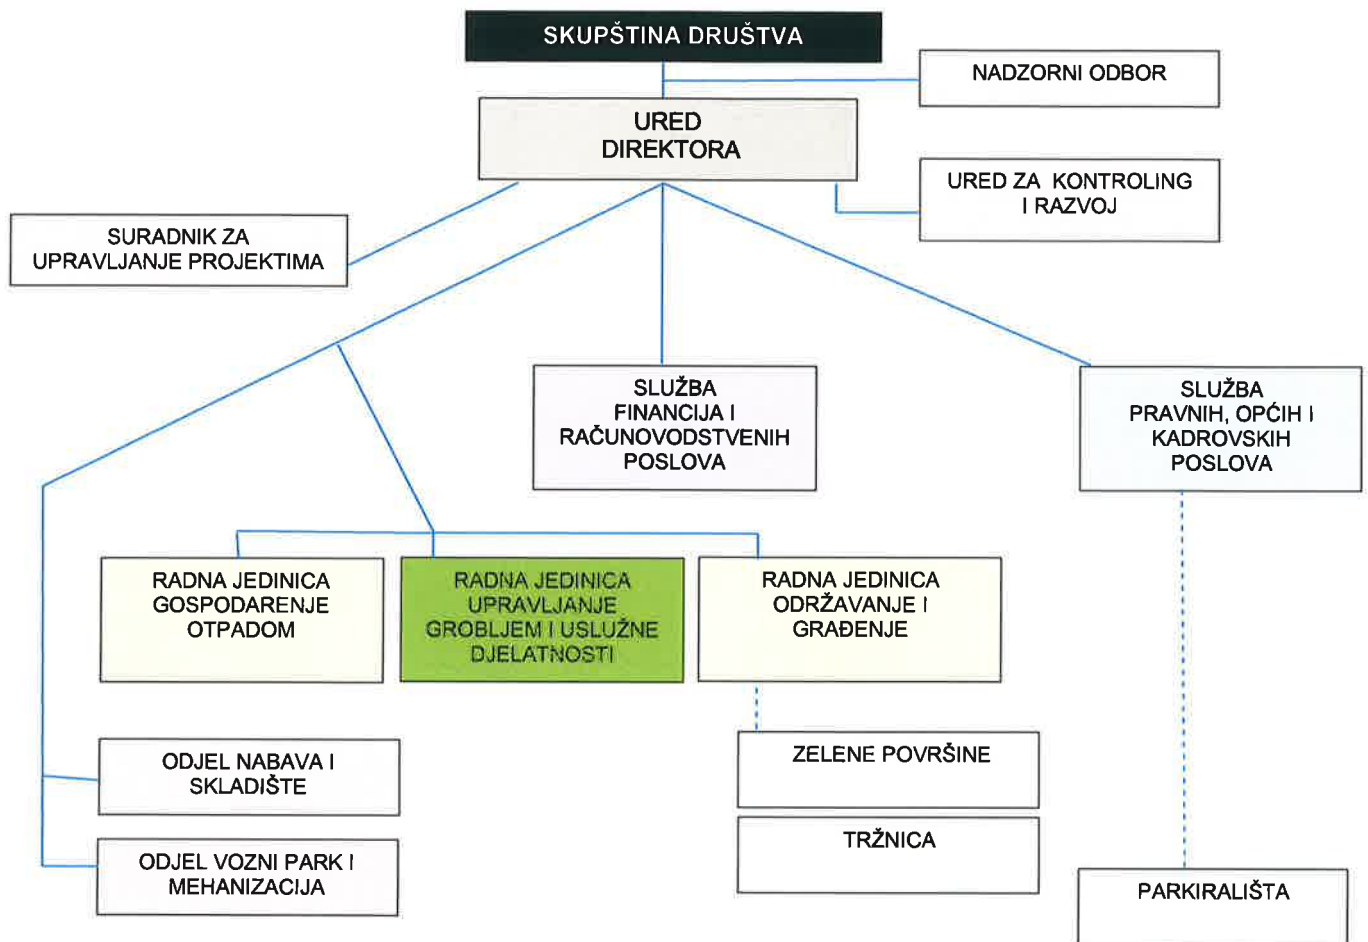 SKUPŠTINA DRUŠTVA
NADZORNI ODBOR
URED
DIREKTORA
URED ZA KONTROLING
I RAZVOJ
SURADNIK ZA
UPRAVLJANJE PROJEKTIMA
SLUŽBA
FINANCIJA I
RAČUNOVODSTVENIH
POSLOVA
SLUŽBA
PRAVNIH, OPĆIH I
KADROVSKIH
POSLOVA
RADNA JEDINICA
GOSPODARENJE
OTPADOM
RADNA JEDINICA
UPRAVLJANJE
GROBLJEM I USLUŽNE
DJELATNOSTI
RADNA JEDINICA
ODRŽAVANJE I
GRAĐENJE
ODJEL NABAVA I
SKLADIŠTE
ZELENE POVRŠINE
TRŽNICA
ODJEL VOZNI PARK I
MEHANIZACIJA
PARKIRALIŠTA